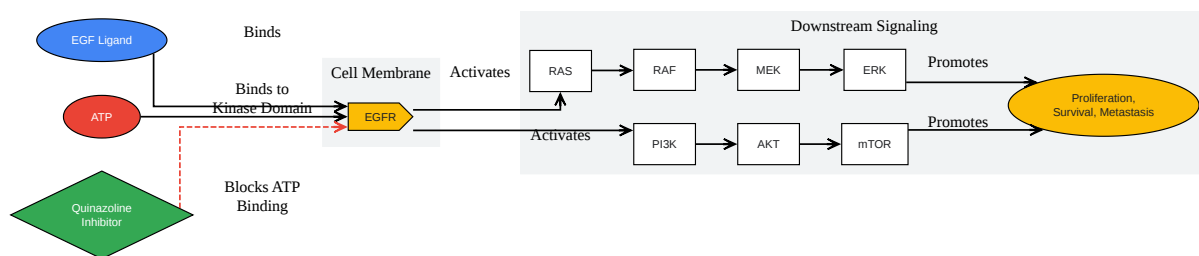 Downstream Signaling
EGF Ligand
Binds
Cell Membrane
Activates
RAS
RAF
MEK
ERK
Promotes
Binds to
Kinase Domain
ATP
EGFR
Proliferation,
Survival, Metastasis
Activates
PI3K
AKT
mTOR
Promotes
Blocks ATP
Binding
Quinazoline
Inhibitor